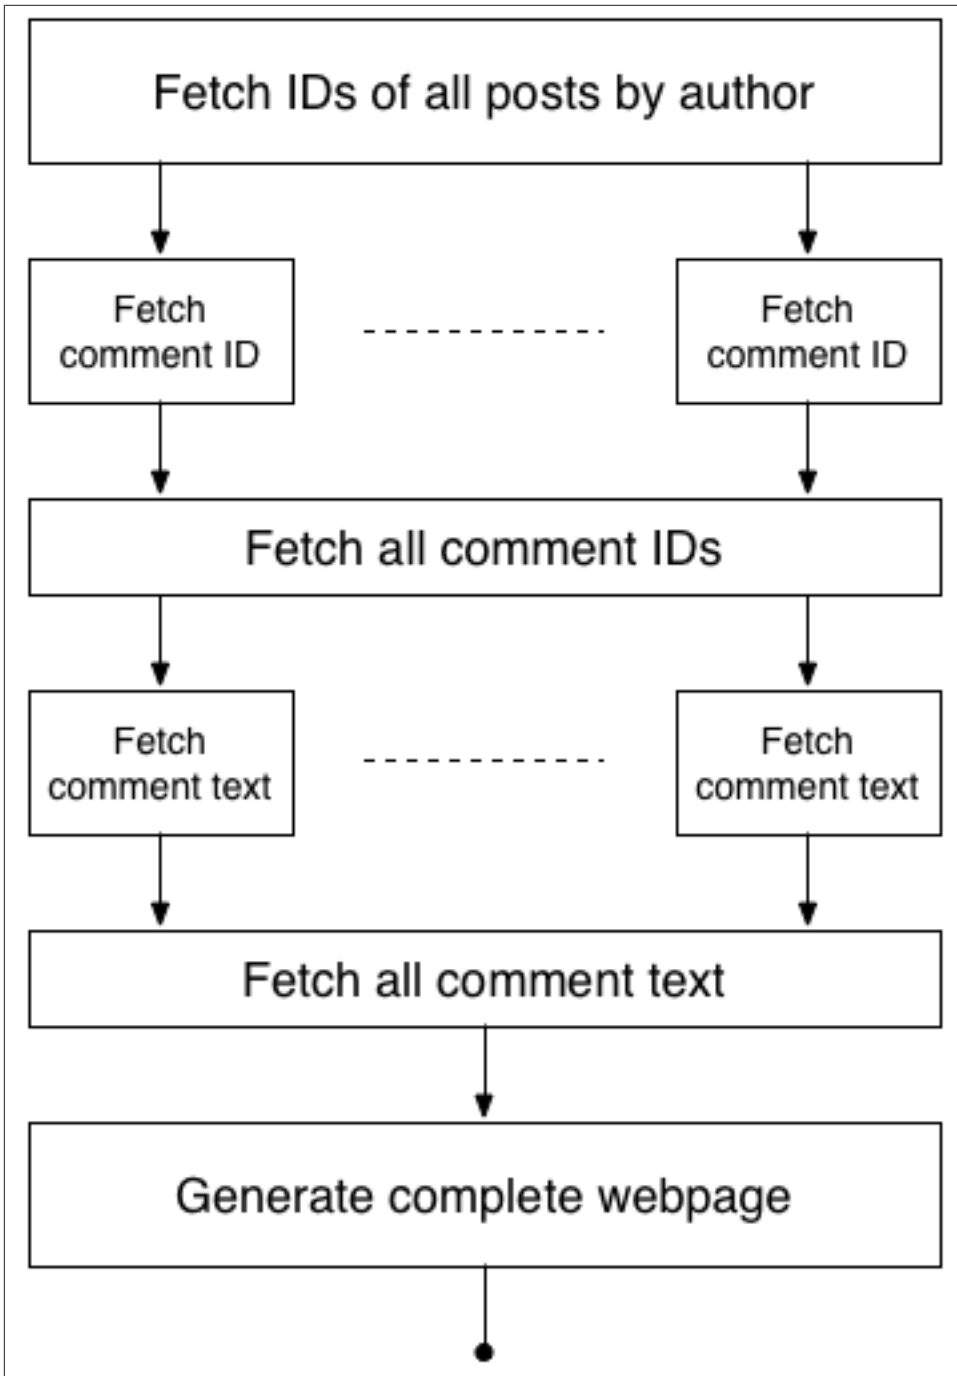 Fetch IDs of all posts by author
Fetch
comment ID
Fetch
comment ID
Fetch all comment IDs
Fetch
comment text
Fetch
comment text
Fetch all comment text
Generate complete webpage